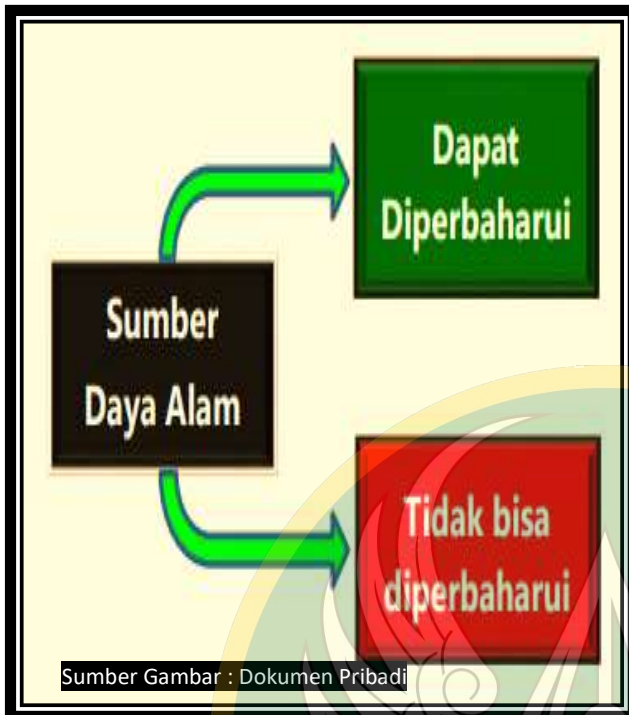 Dapat
Diperbaharui
Sumber
Daya Alam
Tidak bisa
diperbaharui
Sumber Gambar : Dokumen Pribadi